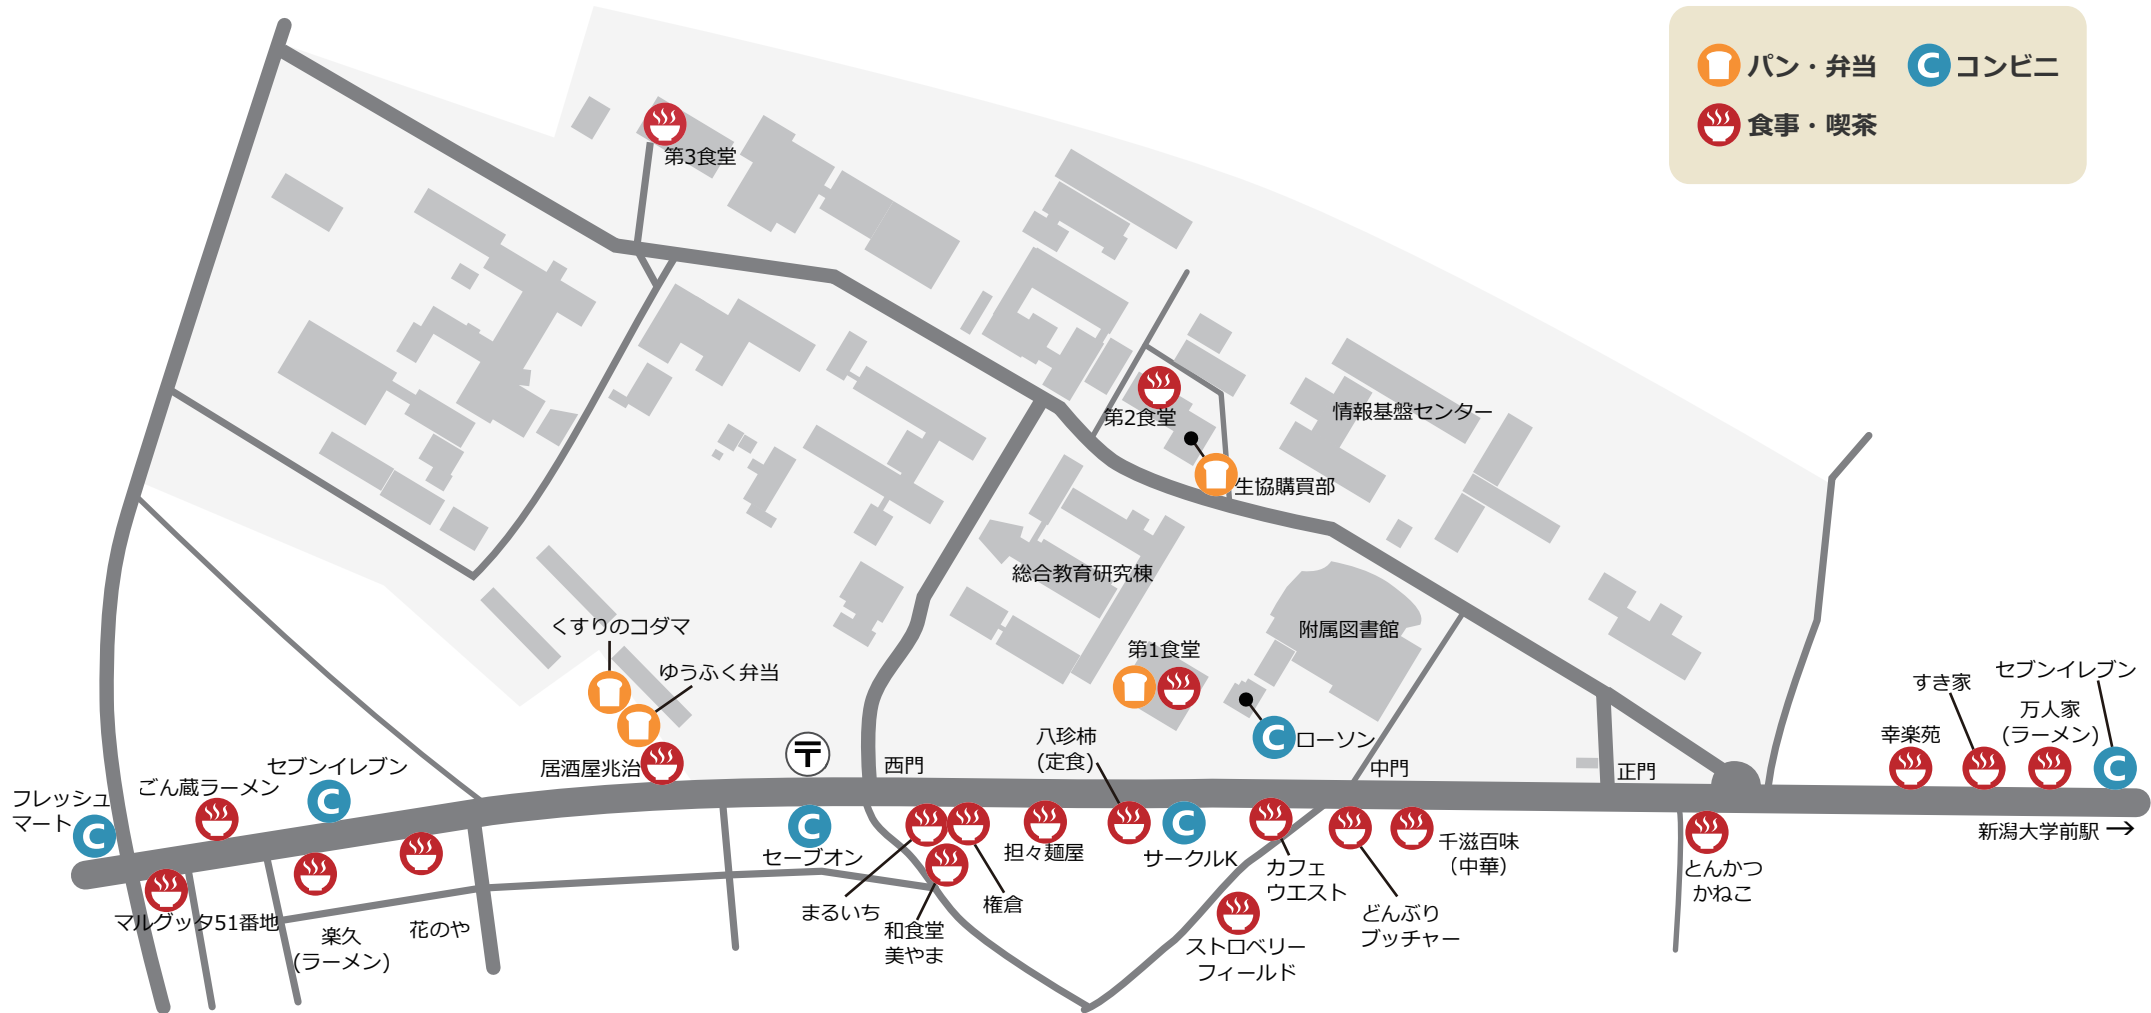 パン・弁当
コンビニ
食事・喫茶
第3食堂
第2食堂
情報基盤センター
生協購買部
総合教育研究棟
附属図書館
第1食堂
ローソン
くすりのコダマ
ゆうふく弁当
居酒屋兆治
西門
八珍柿
(定食)
中門
正門
すき家
セブンイレブン
幸楽苑
万人家
(ラーメン)
新潟大学前駅→
セブンイレブン
ごん蔵ラーメン
フレッシュ
マート
マルグッタ51番地
楽久
(ラーメン)
花のや
〒
セーブオン
まるいち
和食堂
美やま
権倉
担々麺屋
サークルK
カフェ
ウエスト
ストロベリー
フィールド
どんぶり
ブッチャー
千滋百味
(中華)
とんかつ
かねこ